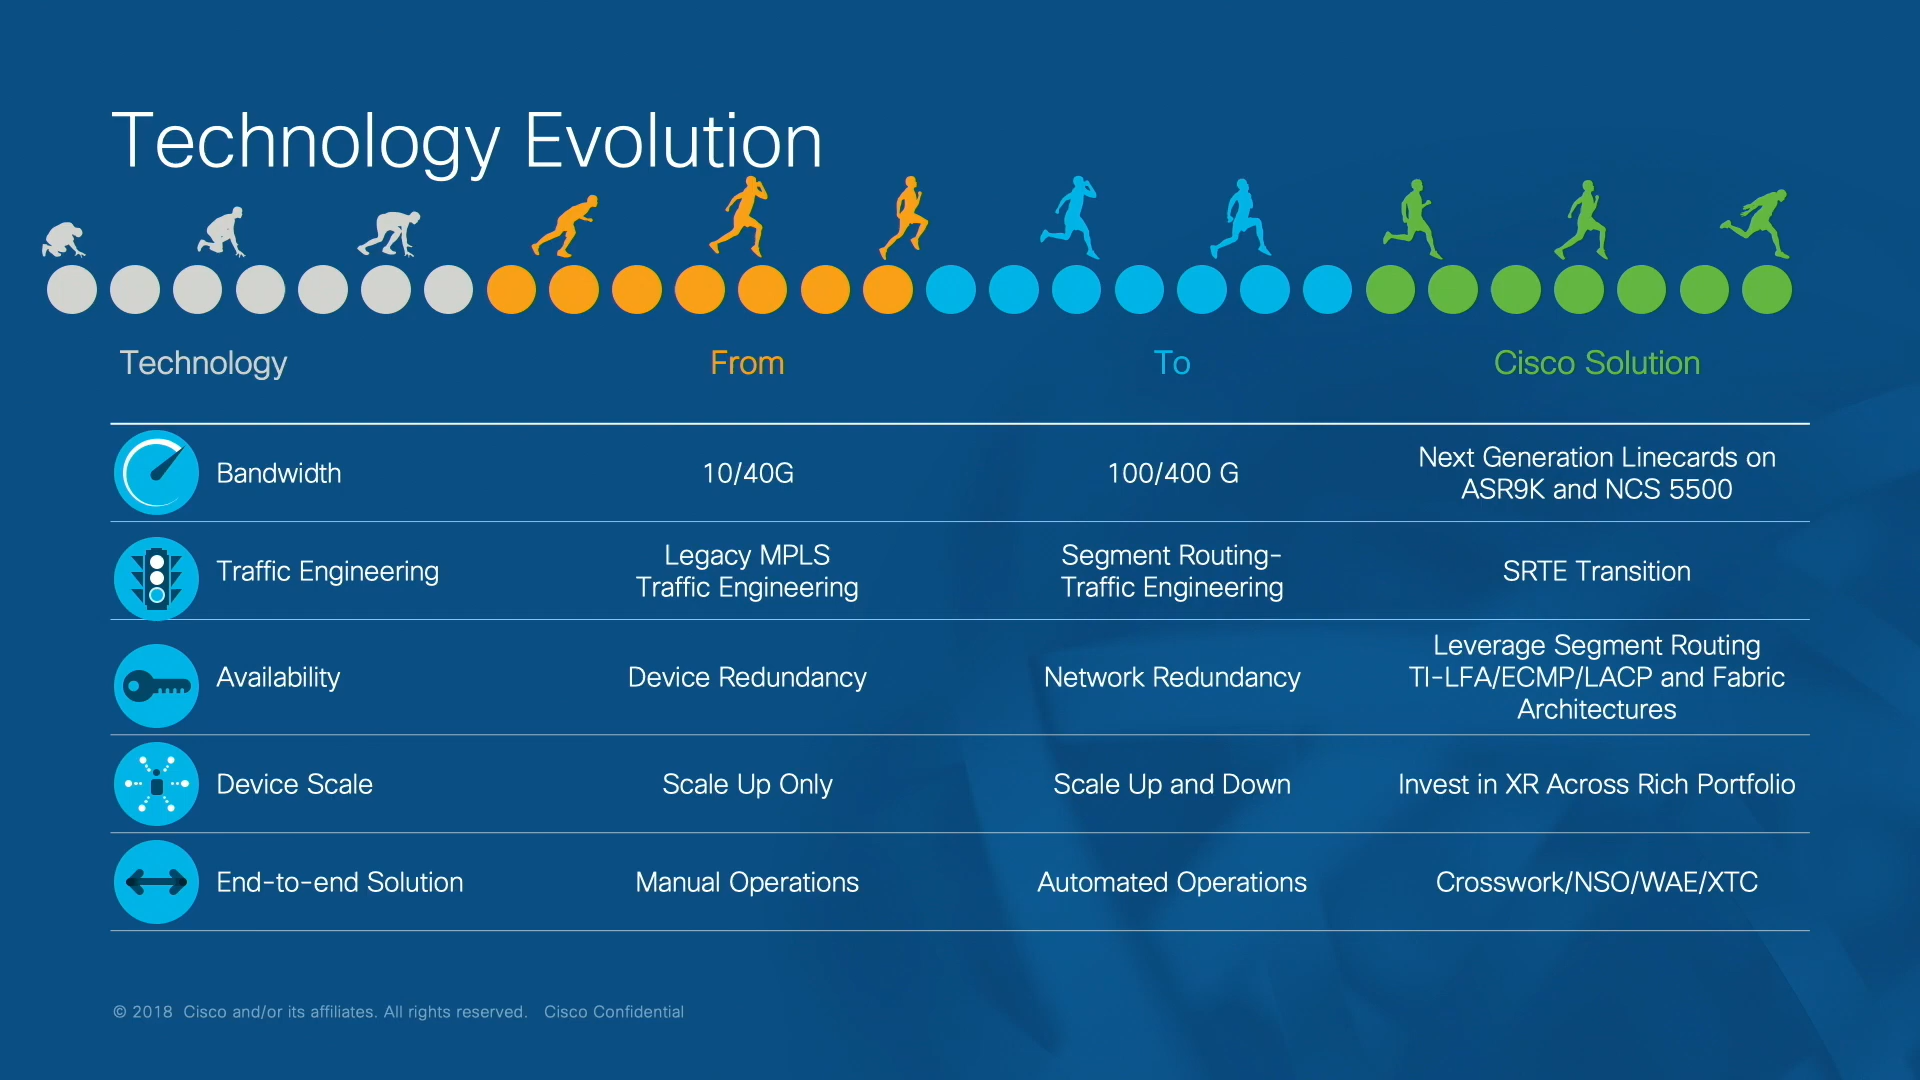 Technology Evolution
Technology
From
To
Cisco Solution
Bandwidth
10/40G
100/400 G
Next Generation Linecards on
ASR9K and NCS 5500
Traffic Engineering
Legacy MPLS
Traffic Engineering
Segment Routing-
Traffic Engineering
SRTE Transition
Availability
Device Redundancy
Network Redundancy
Leverage Segment Routing
TI-LFA/ECMP/LACP and Fabric
Architectures
Device Scale
Scale Up Only
Scale Up and Down
Invest in XR Across Rich Portfolio
End-to-end Solution
Manual Operations
Automated Operations
Crosswork/NSO/WAE/XTC
© 2018 Cisco and/or its affiliates. All rights reserved. Cisco Confidential